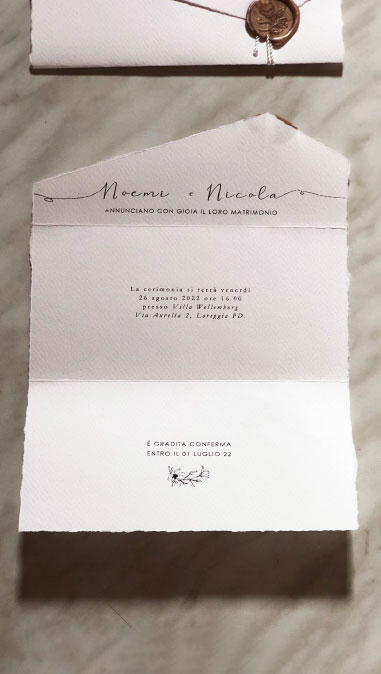 Noemi e Nicola
ANNUNCIANO CON GIOIA IL LORO MATRIMONIO
La cerimonia si terrà venerdì
26 agosto 2022 ore 16.00
presso Villa Wollemborg
Via Aurelia 2, Loreggia PD.
È GRADITA CONFERMA
ENTRO IL 01 LUGLIO 22